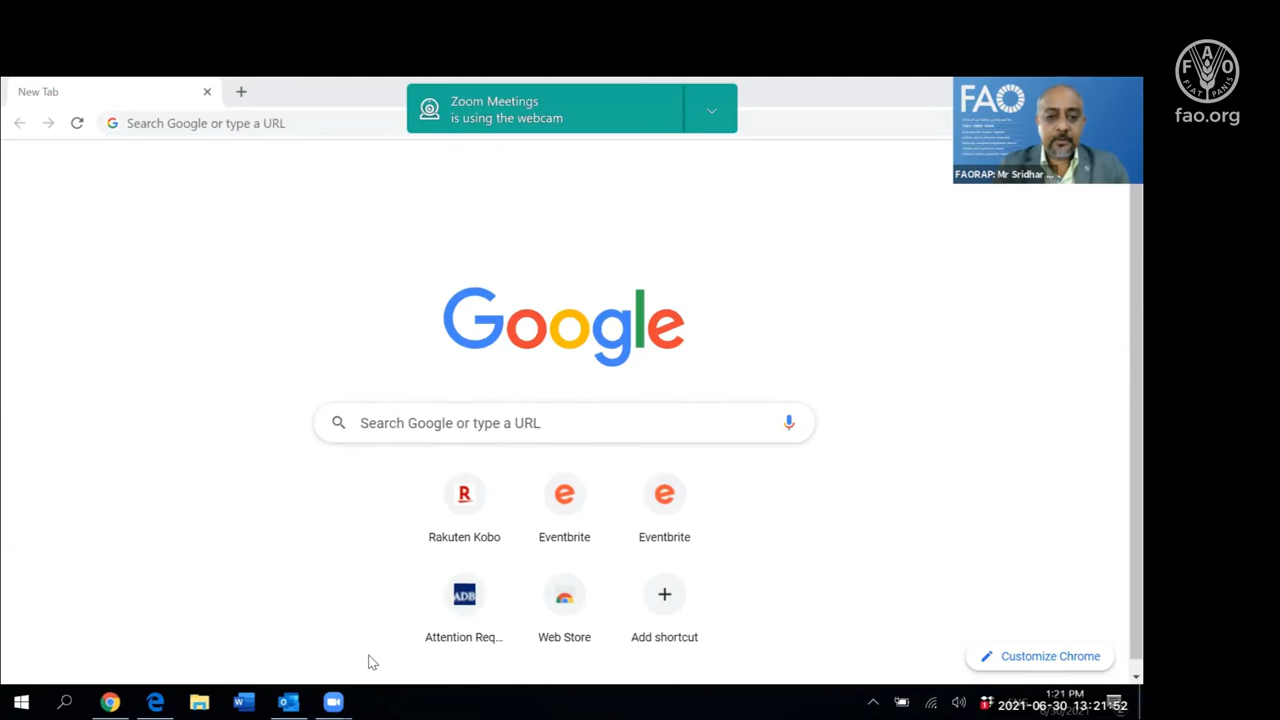 New Tab
Search Google or type a URL
Zoom Meetings
is using the webcam
FAO
FAORAP: Mr Sridhar ...
F A O
FIAT PANIS
fao.org
Google
Search Google or type a URL
Rakuten Kobo
Eventbrite
Eventbrite
ADB
Attention Req...
Web Store
Add shortcut
Customize Chrome
1:21 PM
2021-06-30 13:21:52